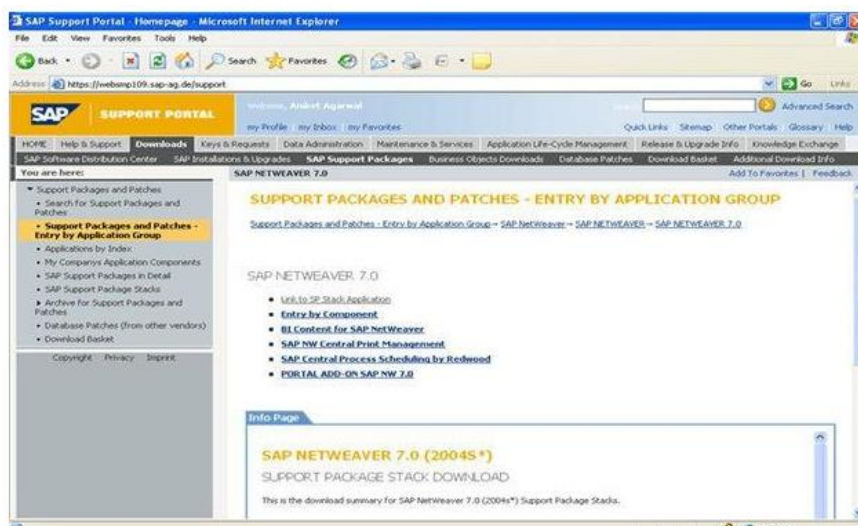 SAP Support Portal - Homepage - Microsoft Internet Explorer
File Edit View Favorites Tools Help
Back Search Favorites
Address https://websmp109.sap-ag.de/support Go Links
SAP SUPPORT PORTAL
Welcome, Aniket Agarwal
Advanced Search
my Profile my Inbox my Favorites Quick Links Sitemap Other Portals Glossary Help
HOME Help & Support Downloads Keys & Requests Data Administration Maintenance & Services Application Life-Cycle Management Release & Upgrade Info Knowledge Exchange
SAP Software Distribution Center SAP Installations & Upgrades SAP Support Packages Business Objects Downloads Database Patches Download Basket Additional Download Info
You are here: SAP NETWEAVER 7.0 Add To Favorites | Feedback
Support Packages and Patches
• Search for Support Packages and
Patches
• Support Packages and Patches -
Entry by Application Group
• Applications by Index
• My Companys Application Components
• SAP Support Packages in Detail
• SAP Support Package Stacks
Archive for Support Packages and
Patches
• Database Patches (from other vendors)
• Download Basket
Copyright Privacy Imprint
SUPPORT PACKAGES AND PATCHES - ENTRY BY APPLICATION GROUP
Support Packages and Patches - Entry by Application Group → SAP NetWeaver → SAP NETWEAVER → SAP NETWEAVER 7.0
SAP NETWEAVER 7.0
• Link to SP Stack Application
• Entry by Component
• BI Content for SAP NetWeaver
• SAP NW Central Print Management
• SAP Central Process Scheduling by Redwood
• PORTAL ADD-ON SAP NW 7.0
Info Page
SAP NETWEAVER 7.0 (2004S*)
SUPPORT PACKAGE STACK DOWNLOAD
This is the download summary for SAP NetWeaver 7.0 (2004s*) Support Package Stacks.